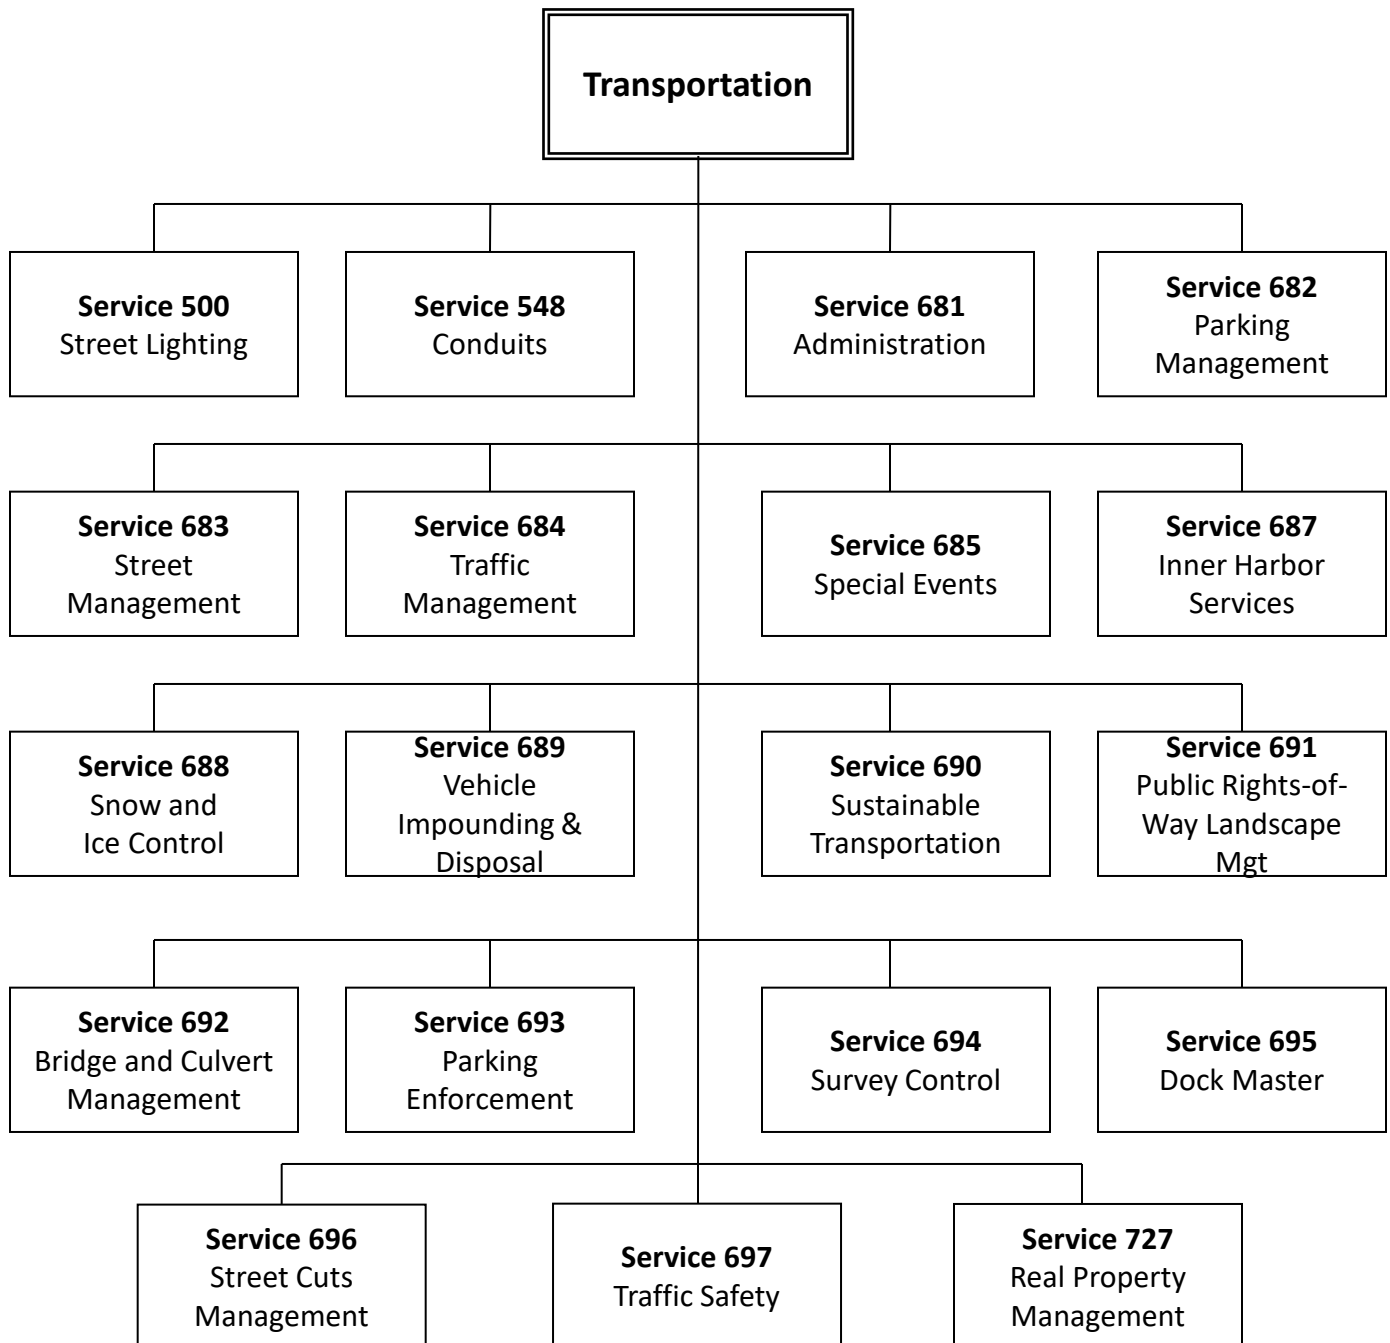 Transportation
Service 500
Street Lighting
Service 548
Conduits
Service 681
Administration
Service 682
Parking
Management
Service 683
Street
Management
Service 684
Traffic
Management
Service 685
Special Events
Service 687
Inner Harbor
Services
Service 688
Snow and
Ice Control
Service 689
Vehicle
Impounding &
Disposal
Service 690
Sustainable
Transportation
Service 691
Public Rights-of-
Way Landscape
Mgt
Service 692
Bridge and Culvert
Management
Service 693
Parking
Enforcement
Service 694
Survey Control
Service 695
Dock Master
Service 696
Street Cuts
Management
Service 697
Traffic Safety
Service 727
Real Property
Management